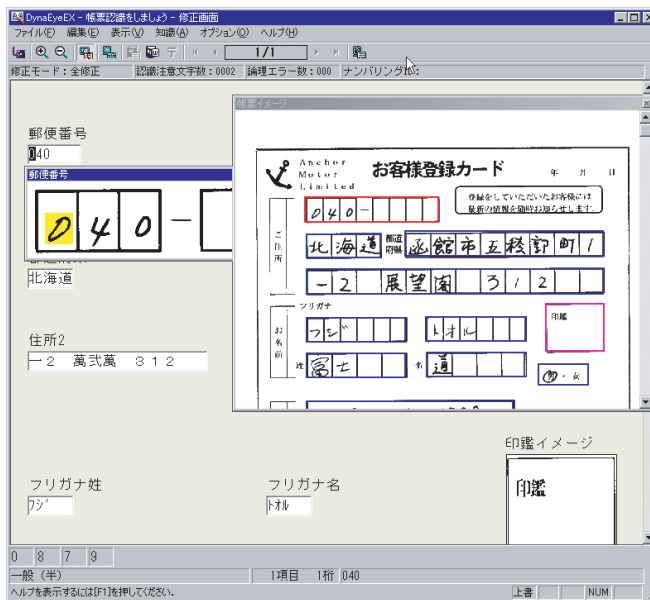 DynaEyeEX - 帳票認識をしましょう - 修正画面
ファイル(F) 編集(E) 表示(V) 知識(A) オプション(O) ヘルプ(H)
1/1
修正モード：全修正 認識注意文字数：0002 論理エラー数：000 ナンバリング
帳票イメージ
郵便番号
040
郵便番号
040-
北海道
住所2
一2 萬弐萬 312
Anchor
Motor
Limited
お客様登録カード
年 月 日
登録をしていただいたお客様には
最新の情報を随時お知らせします。
040-
ご住所
北海道 都道府県 函館市五稜郭町1
-2 展望閣 312
フリガナ
フジ トオル
お名前
姓 富士 名 通
印鑑
男・女
印鑑イメージ
印鑑
フリガナ姓
フジ
フリガナ名
トオル
0 8 7 9
一般（半） 1項目 1桁 040
ヘルプを表示するには[F1]を押してください。 上書 NUM